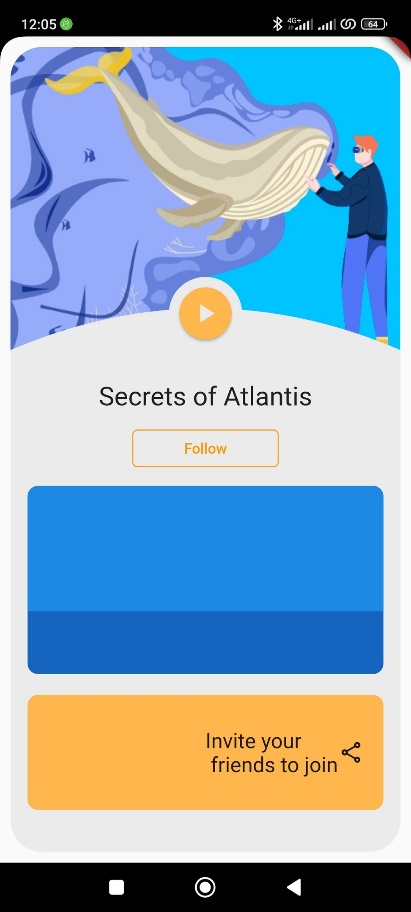 12:05
4G+
64
Secrets of Atlantis
Follow
Invite your
friends to join